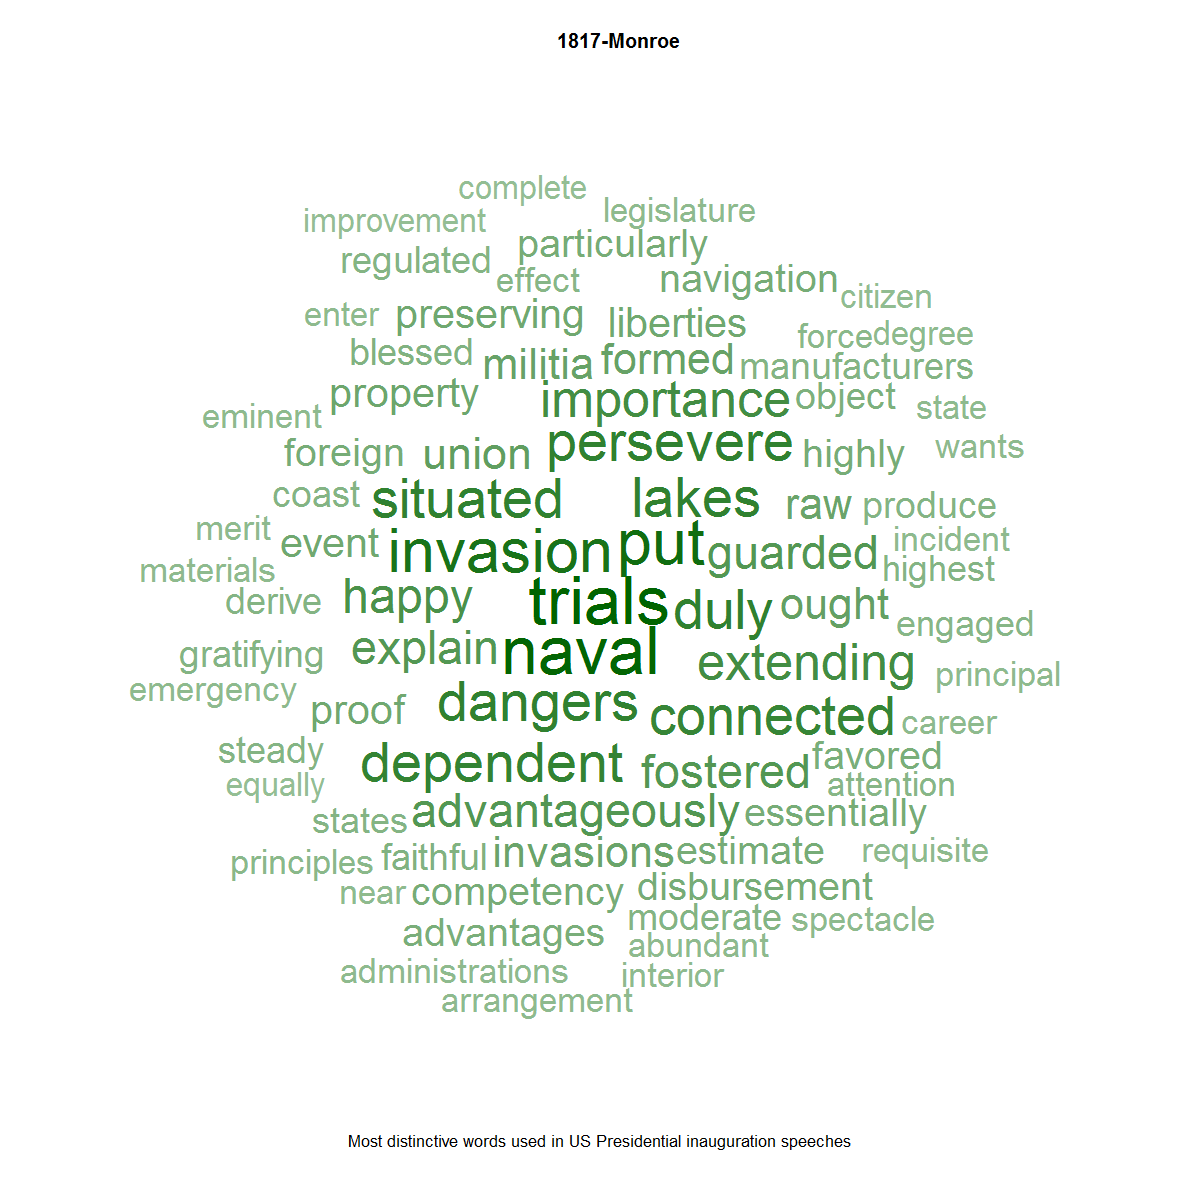 1817-Monroe
complete
legislature
improvement
particularly
regulated
effect
navigation
citizen
enter
preserving
liberties
force
degree
blessed
militia
formed
manufacturers
property
importance
object
state
eminent
foreign
union
persevere
highly
wants
coast
situated
lakes
raw
produce
merit
event
invasion
put
guarded
incident
materials
highest
derive
happy
trials
duly
ought
engaged
gratifying
explain
naval
extending
principal
emergency
proof
dangers
connected
career
steady
dependent
fostered
favored
equally
attention
states
advantageously
essentially
principles
faithful
invasions
estimate
requisite
near
competency
disbursement
advantages
moderate
spectacle
abundant
administrations
interior
arrangement
Most distinctive words used in US Presidential inauguration speeches